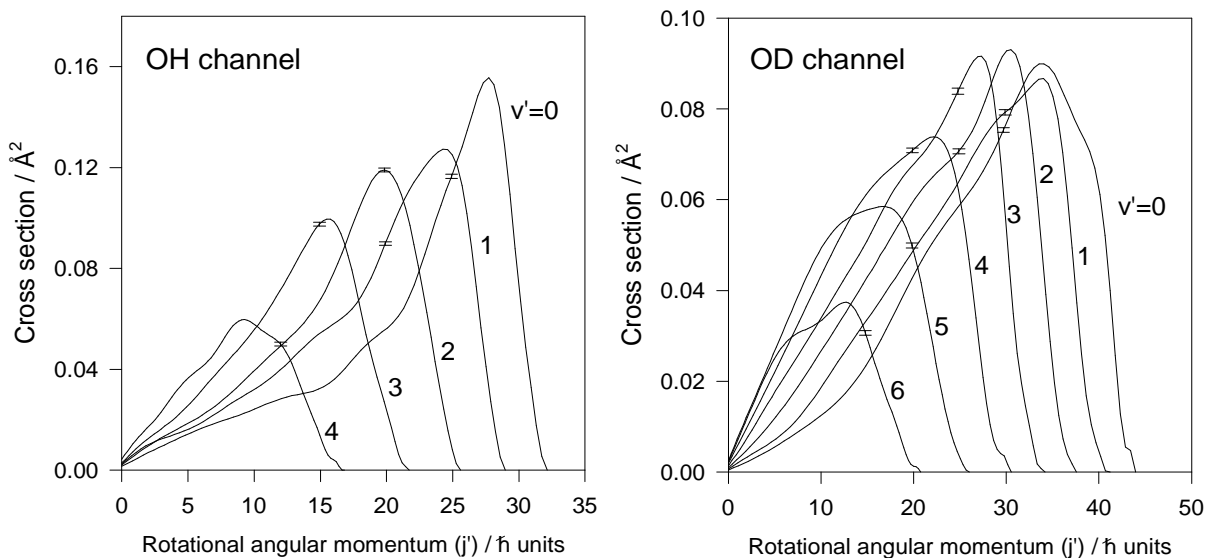 OH channel
Cross section / Å²
0.16
0.12
0.08
0.04
0.00
v'=0
1
2
3
4
0 5 10 15 20 25 30 35
Rotational angular momentum (j') / ħ units
OD channel
Cross section / Å²
0.10
0.08
0.06
0.04
0.02
0.00
v'=0
1
2
3
4
5
6
0 10 20 30 40 50
Rotational angular momentum (j') / ħ units